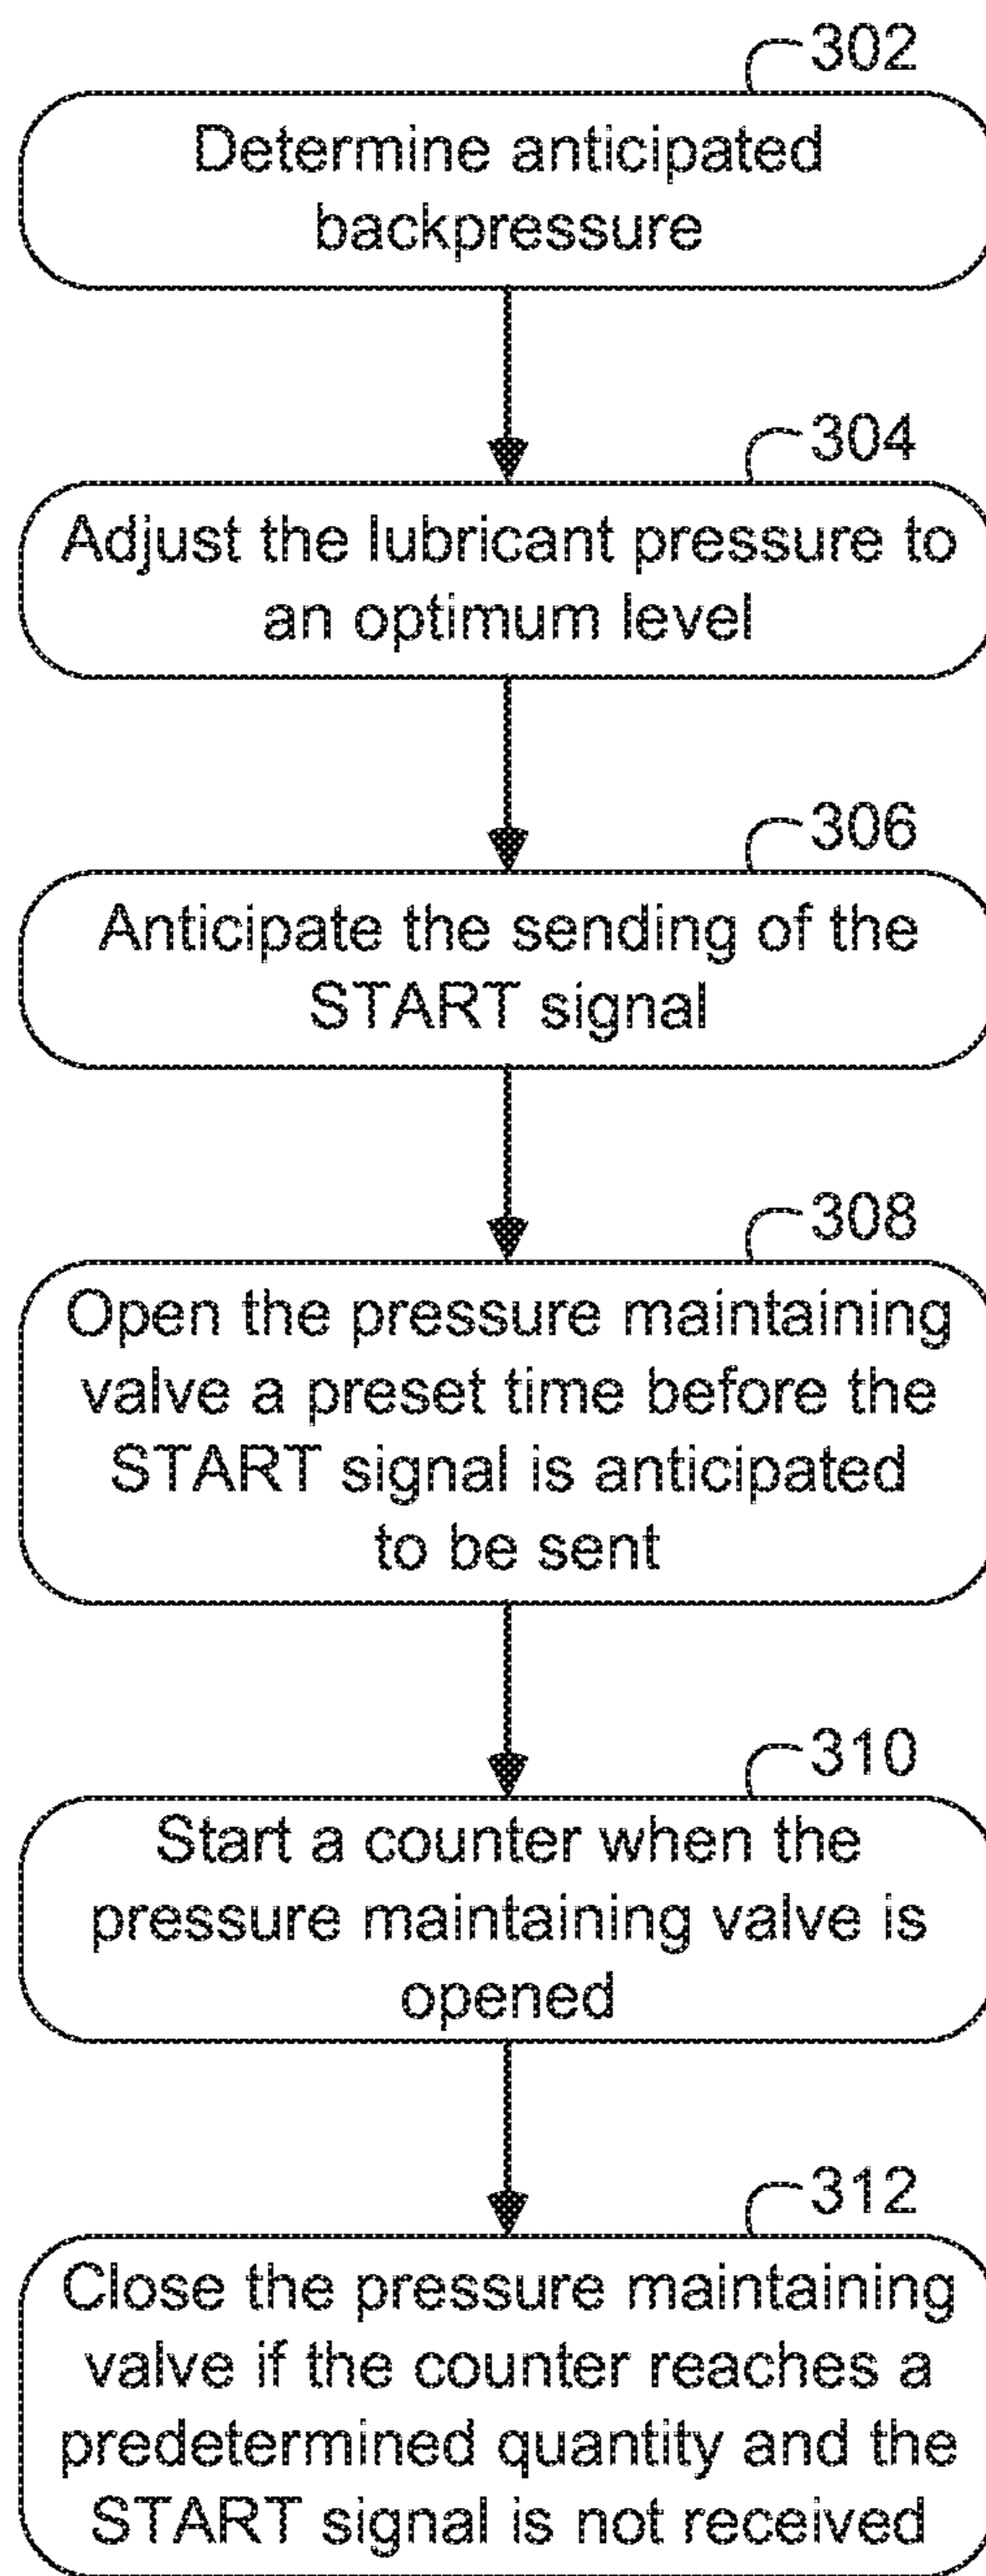 302
Determine anticipated
backpressure
304
Adjust the lubricant pressure to
an optimum level
306
Anticipate the sending of the
START signal
308
Open the pressure maintaining
valve a preset time before the
START signal is anticipated
to be sent
310
Start a counter when the
pressure maintaining valve is
opened
312
Close the pressure maintaining
valve if the counter reaches a
predetermined quantity and the
START signal is not received